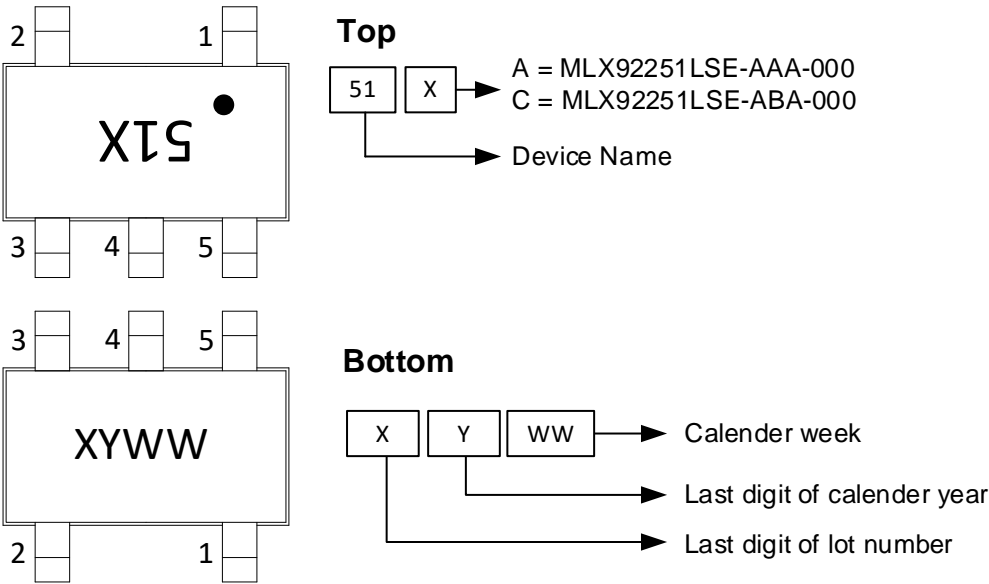 2 1
51X
3 4 5
Top
51 X
A = MLX92251LSE-AAA-000
C = MLX92251LSE-ABA-000
Device Name
3 4 5
XYWW
2 1
Bottom
X Y WW
Calender week
Last digit of calender year
Last digit of lot number